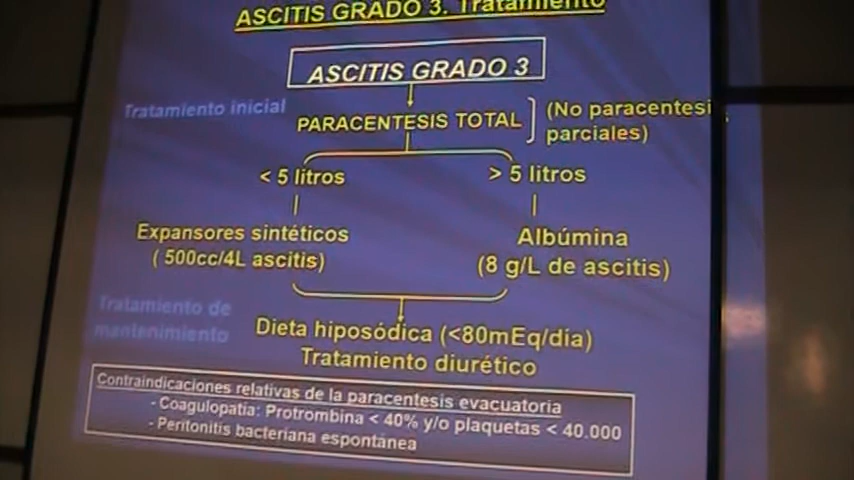 ASCITIS GRADO 3. Tratamiento
ASCITIS GRADO 3
Tratamiento inicial
PARACENTESIS TOTAL
(No paracentesi
parciales)
< 5 litros
> 5 litros
Expansores sintéticos
( 500cc/4L ascitis)
Albúmina
(8 g/L de ascitis)
Tratamiento de
mantenimiento
Dieta hiposódica (<80mEq/día)
Tratamiento diurético
Contraindicaciones relativas de la paracentesis evacuatoria
- Coagulopatía: Protrombina < 40% y/o plaquetas < 40.000
- Peritonitis bacteriana espontánea